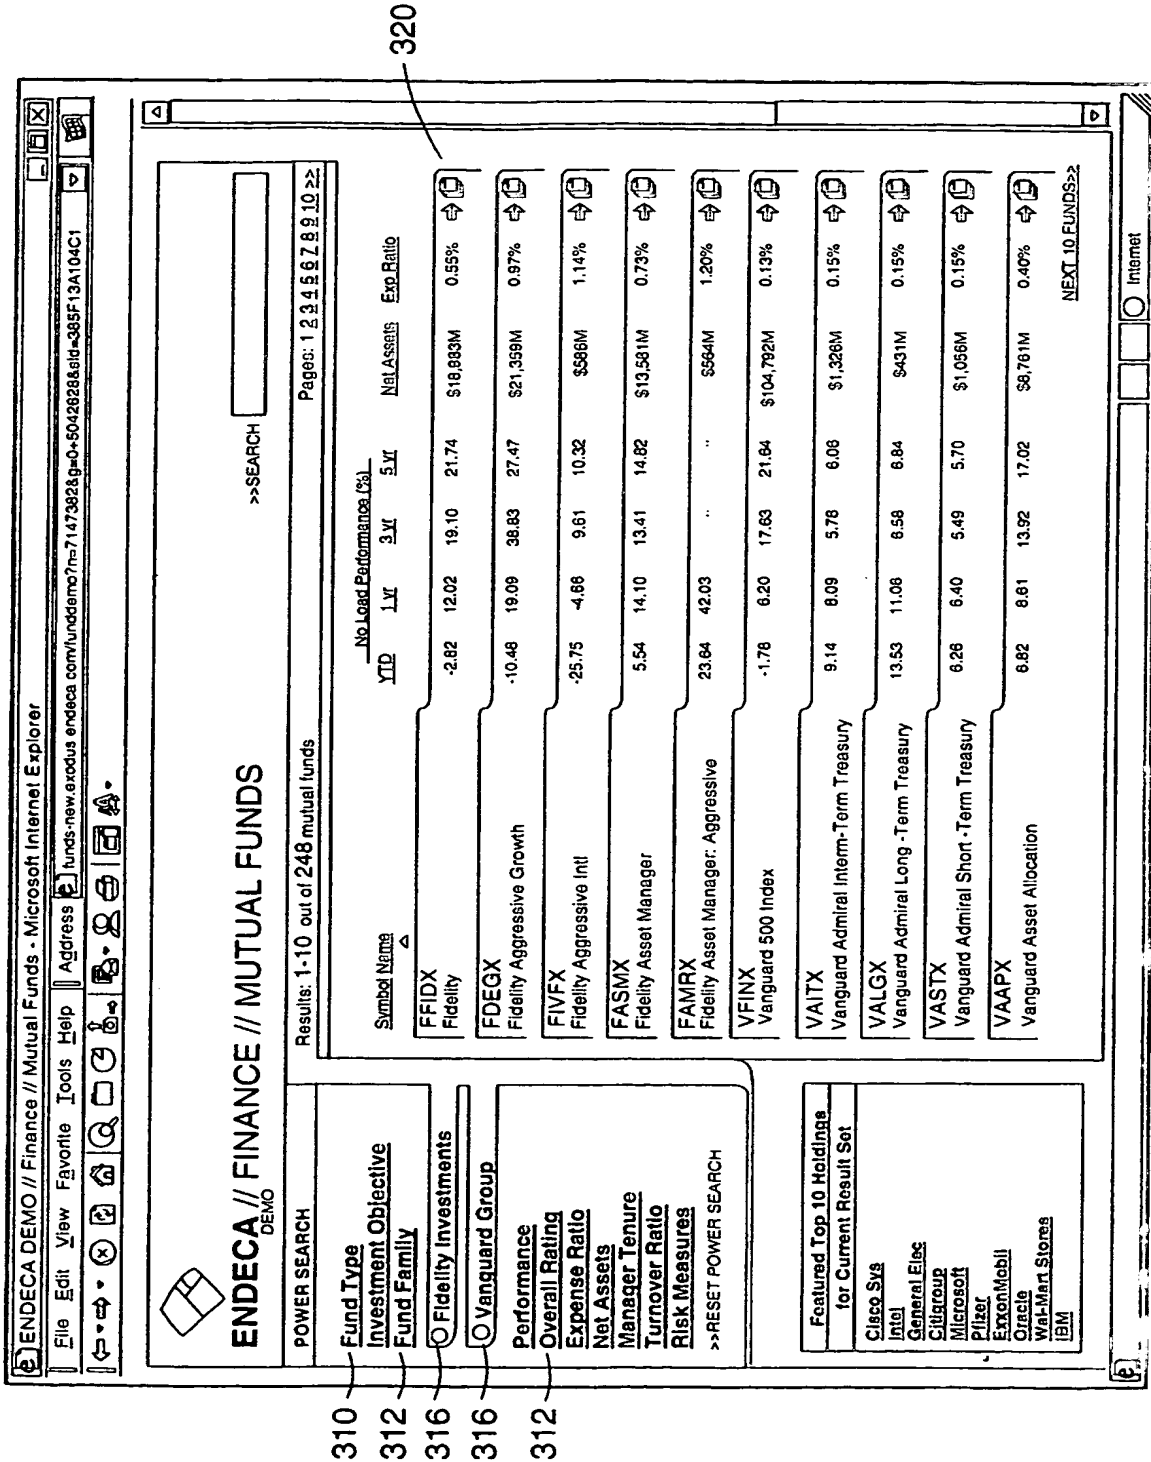 ENDECA DEMO // Finance // Mutual Funds - Microsoft Internet Explorer
File Edit View Favorite Tools Help Address funds-new.exodus endeca com/funddemo?n=7147382&g=0+5042628&sid=385F13A104C1
ENDECA // FINANCE // MUTUAL FUNDS
DEMO
>>SEARCH
POWER SEARCH
Fund Type
Investment Objective
Fund Family
Fidelity Investments
Vanguard Group
Performance
Overall Rating
Expense Ratio
Net Assets
Manager Tenure
Turnover Ratio
Risk Measures
>>RESET POWER SEARCH
Featured Top 10 Holdings
for Current Result Set
Cisco Sys
Intel
General Elec
Citigroup
Microsoft
Pfizer
ExxonMobil
Oracle
Wal-Mart Stores
IBM
Results: 1-10 out of 248 mutual funds Pages: 1 2 3 4 5 6 7 8 9 10 >>
No Load Performance (%)
Symbol Name YTD 1 yr 3 yr 5 yr Nat Assets Exp Ratio
FFIDX
Fidelity -2.82 12.02 19.10 21.74 $18,883M 0.55%
FDEGX
Fidelity Aggressive Growth -10.48 19.09 38.83 27.47 $21,359M 0.97%
FIVFX
Fidelity Aggressive Intl -25.75 -4.66 9.61 10.32 $586M 1.14%
FASMX
Fidelity Asset Manager 5.54 14.10 13.41 14.82 $13,581M 0.73%
FAMRX
Fidelity Asset Manager: Aggressive 23.64 42.03 .. .. $564M 1.20%
VFINX
Vanguard 500 Index -1.78 6.20 17.63 21.64 $104,792M 0.13%
VAITX
Vanguard Admiral Interm-Term Treasury 9.14 8.09 5.78 6.06 $1,326M 0.15%
VALGX
Vanguard Admiral Long -Term Treasury 13.53 11.08 6.58 6.84 $431M 0.15%
VASTX
Vanguard Admiral Short -Term Treasury 6.26 6.40 5.49 5.70 $1,056M 0.15%
VAAPX
Vanguard Asset Allocation 6.82 8.61 13.92 17.02 $8,761M 0.40%
NEXT 10 FUNDS>>
Internet
310
312
316
316
312
320